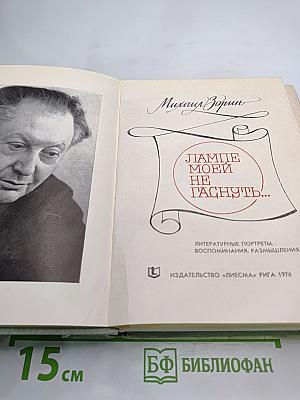 Михаил Зорин
ЛАМПЕ
МОЕЙ
НЕ
ГАСНУТЬ...
ЛИТЕРАТУРНЫЕ ПОРТРЕТЫ.
ВОСПОМИНАНИЯ. РАЗМЫШЛЕНИЯ.
ИЗДАТЕЛЬСТВО «ЛИЕСМА» РИГА 1976
15 см
БФ БИБЛИОФАН